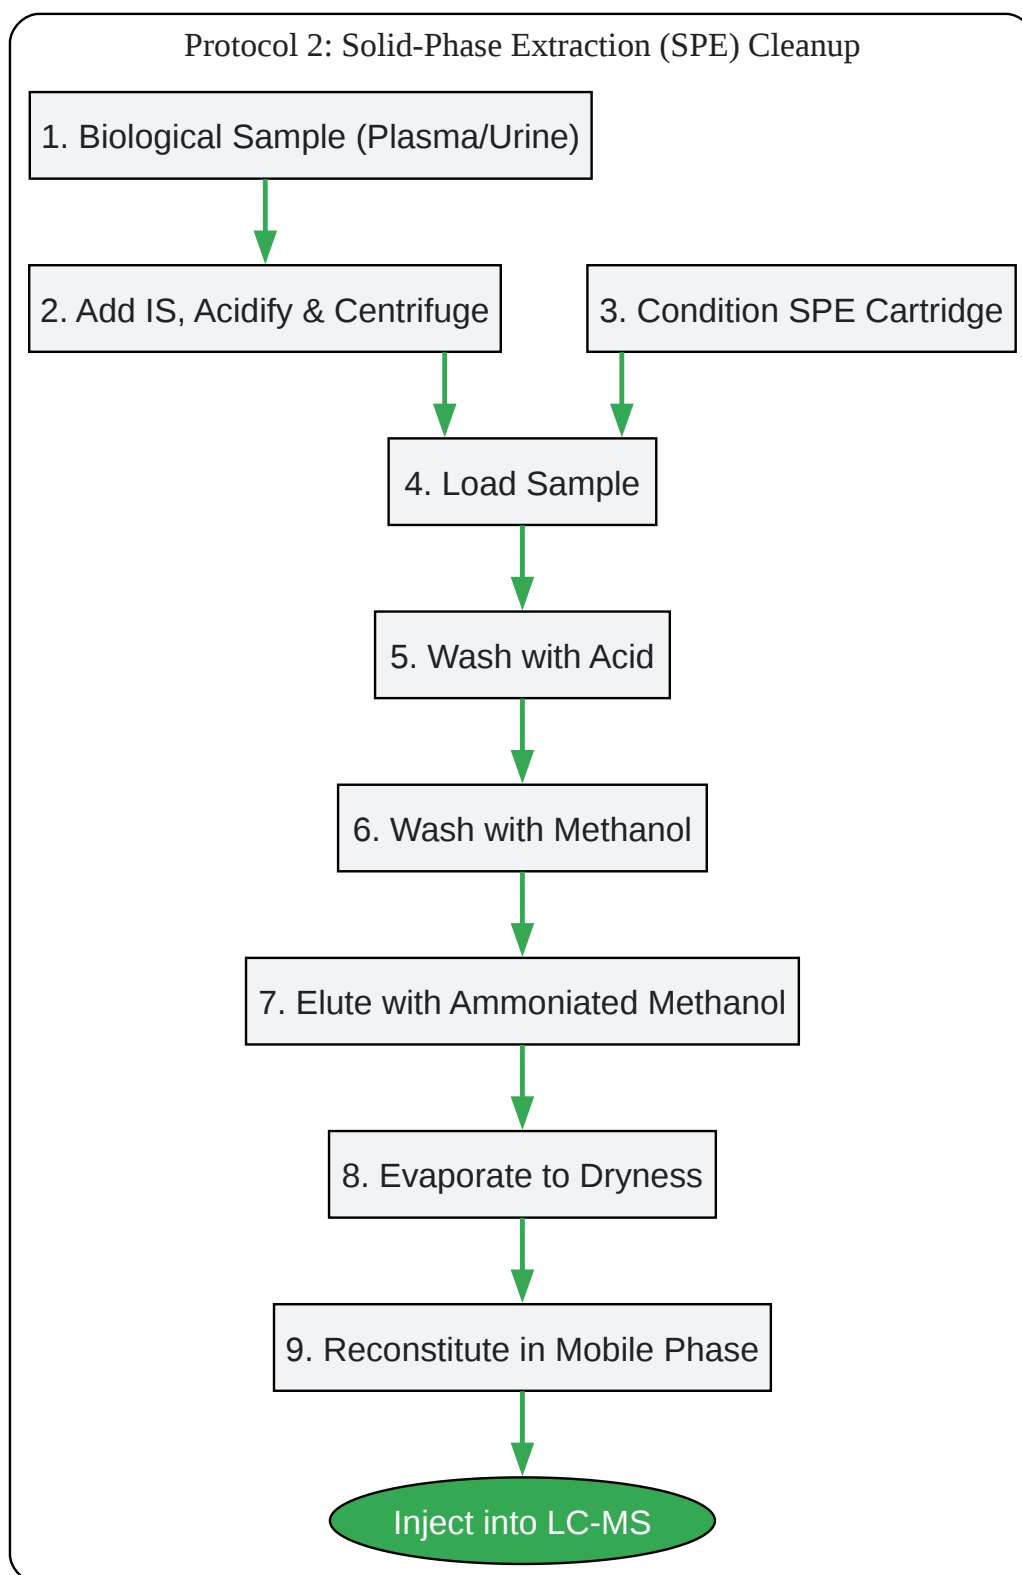 Protocol 2: Solid-Phase Extraction (SPE) Cleanup
1. Biological Sample (Plasma/Urine)
2. Add IS, Acidify & Centrifuge
3. Condition SPE Cartridge
4. Load Sample
5. Wash with Acid
6. Wash with Methanol
7. Elute with Ammoniated Methanol
8. Evaporate to Dryness
9. Reconstitute in Mobile Phase
Inject into LC-MS